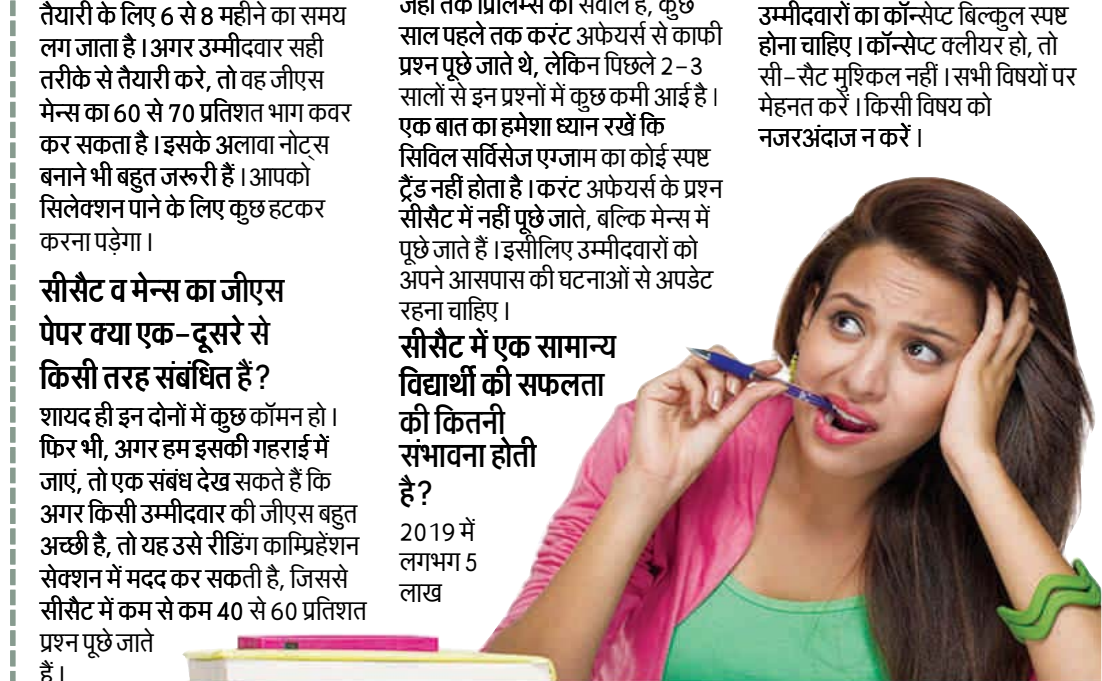 तैयारी के लिए 6 से 8 महीने का समय
लग जाता है। अगर उम्मीदवार सही
तरीके से तैयारी करे, तो वह जीएस
मेन्स का 60 से 70 प्रतिशत भाग कवर
कर सकता है। इसके अलावा नोट्स
बनाने भी बहुत जरूरी हैं। आपको
सिलेक्शन पाने के लिए कुछ हटकर
करना पड़ेगा।
सीसैट व मेन्स का जीएस
पेपर क्या एक-दूसरे से
किसी तरह संबंधित हैं?
शायद ही इन दोनों में कुछ कॉमन हो।
फिर भी, अगर हम इसकी गहराई में
जाएं, तो एक संबंध देख सकते हैं कि
अगर किसी उम्मीदवार की जीएस बहुत
अच्छी है, तो यह उसे रीडिंग काम्प्रिहेंशन
सेक्शन में मदद कर सकती है, जिससे
सीसैट में कम से कम 40 से 60 प्रतिशत
प्रश्न पूछे जाते
हैं।
जहां तक प्रिलिम्स का सवाल है, कुछ
साल पहले तक करंट अफेयर्स से काफी
प्रश्न पूछे जाते थे, लेकिन पिछले 2-3
सालों से इन प्रश्नों में कुछ कमी आई है।
एक बात का हमेशा ध्यान रखें कि
सिविल सर्विसेज एग्जाम का कोई स्पष्ट
ट्रैंड नहीं होता है। करंट अफेयर्स के प्रश्न
सीसैट में नहीं पूछे जाते, बल्कि मेन्स में
पूछे जाते हैं। इसीलिए उम्मीदवारों को
अपने आसपास की घटनाओं से अपडेट
रहना चाहिए।
सीसैट में एक सामान्य
विद्यार्थी की सफलता
की कितनी
संभावना होती
है?
2019 में
लगभग 5
लाख
उम्मीदवारों का कॉन्सेप्ट बिल्कुल स्पष्ट
होना चाहिए। कॉन्सेप्ट क्लीयर हो, तो
सी-सैट मुश्किल नहीं। सभी विषयों पर
मेहनत करें। किसी विषय को
नजरअंदाज न करें।